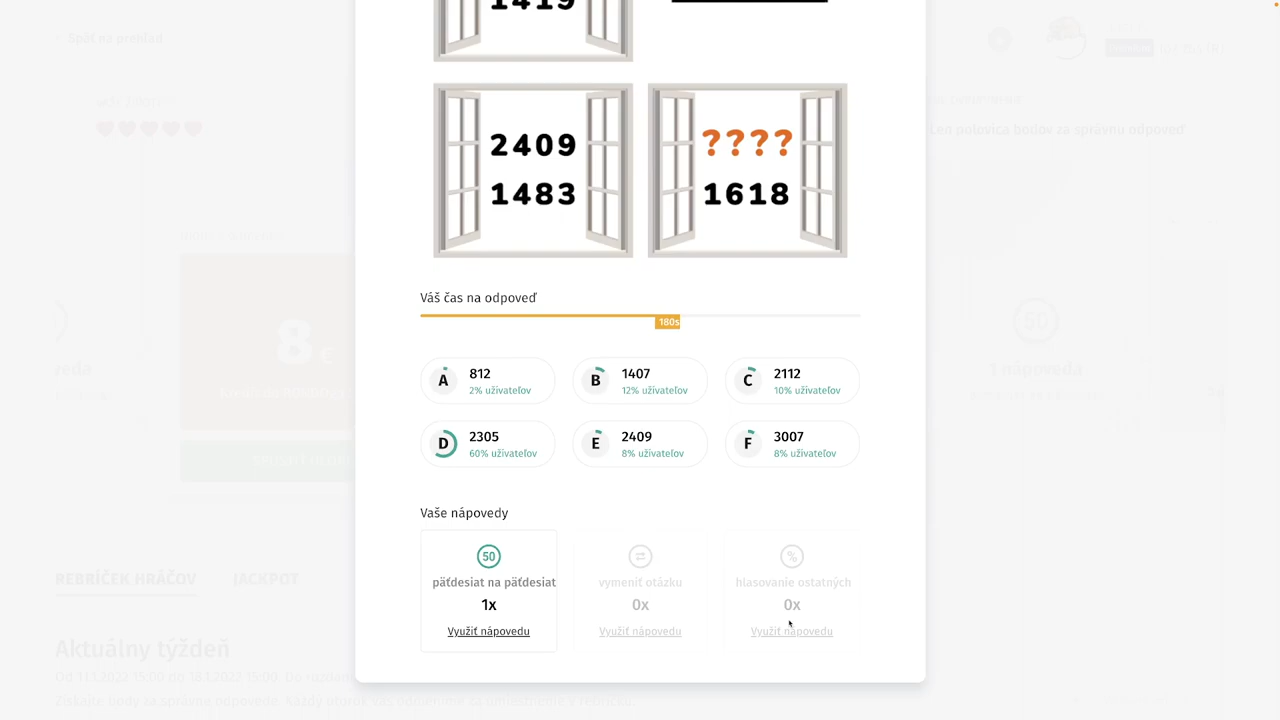 1419
Späť na prehľad
Len polovica bodov za správnu odpoveď
2409
1483
????
1618
8 €
50
1 nápoveda
Váš čas na odpoveď
180s
A 812
2% užívateľov
B 1407
12% užívateľov
C 2112
10% užívateľov
D 2305
60% užívateľov
E 2409
8% užívateľov
F 3007
8% užívateľov
Vaše nápovedy
50
päťdesiat na päťdesiat
1x
Využiť nápovedu
vymeniť otázku
0x
Využiť nápovedu
%
hlasovanie ostatných
0x
Využiť nápovedu
REBRÍČEK HRÁČOV
JACKPOT
Aktuálny týždeň